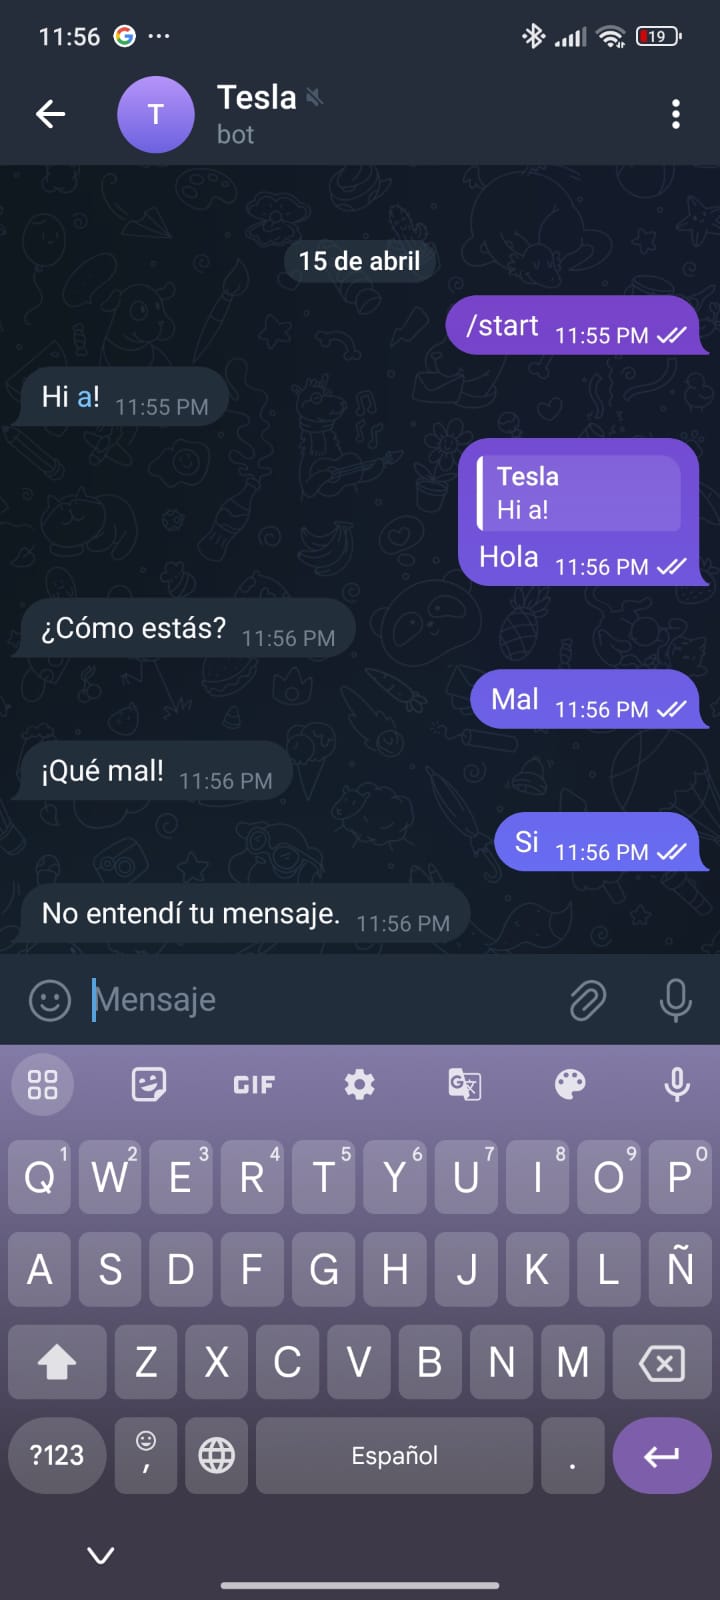 11:56 G ... 19
Tesla
T
bot
15 de abril
/start 11:55 PM
Hi a! 11:55 PM
Tesla
Hi a!
Hola 11:56 PM
¿Cómo estás? 11:56 PM
Mal 11:56 PM
¡Qué mal! 11:56 PM
Si 11:56 PM
No entendí tu mensaje. 11:56 PM
Mensaje
GIF G
Q 1 W 2 E 3 R 4 T 5 Y 6 U 7 I 8 O 9 P 0
A S D F G H J K L Ñ
Z X C V B N M
?123 , Español .